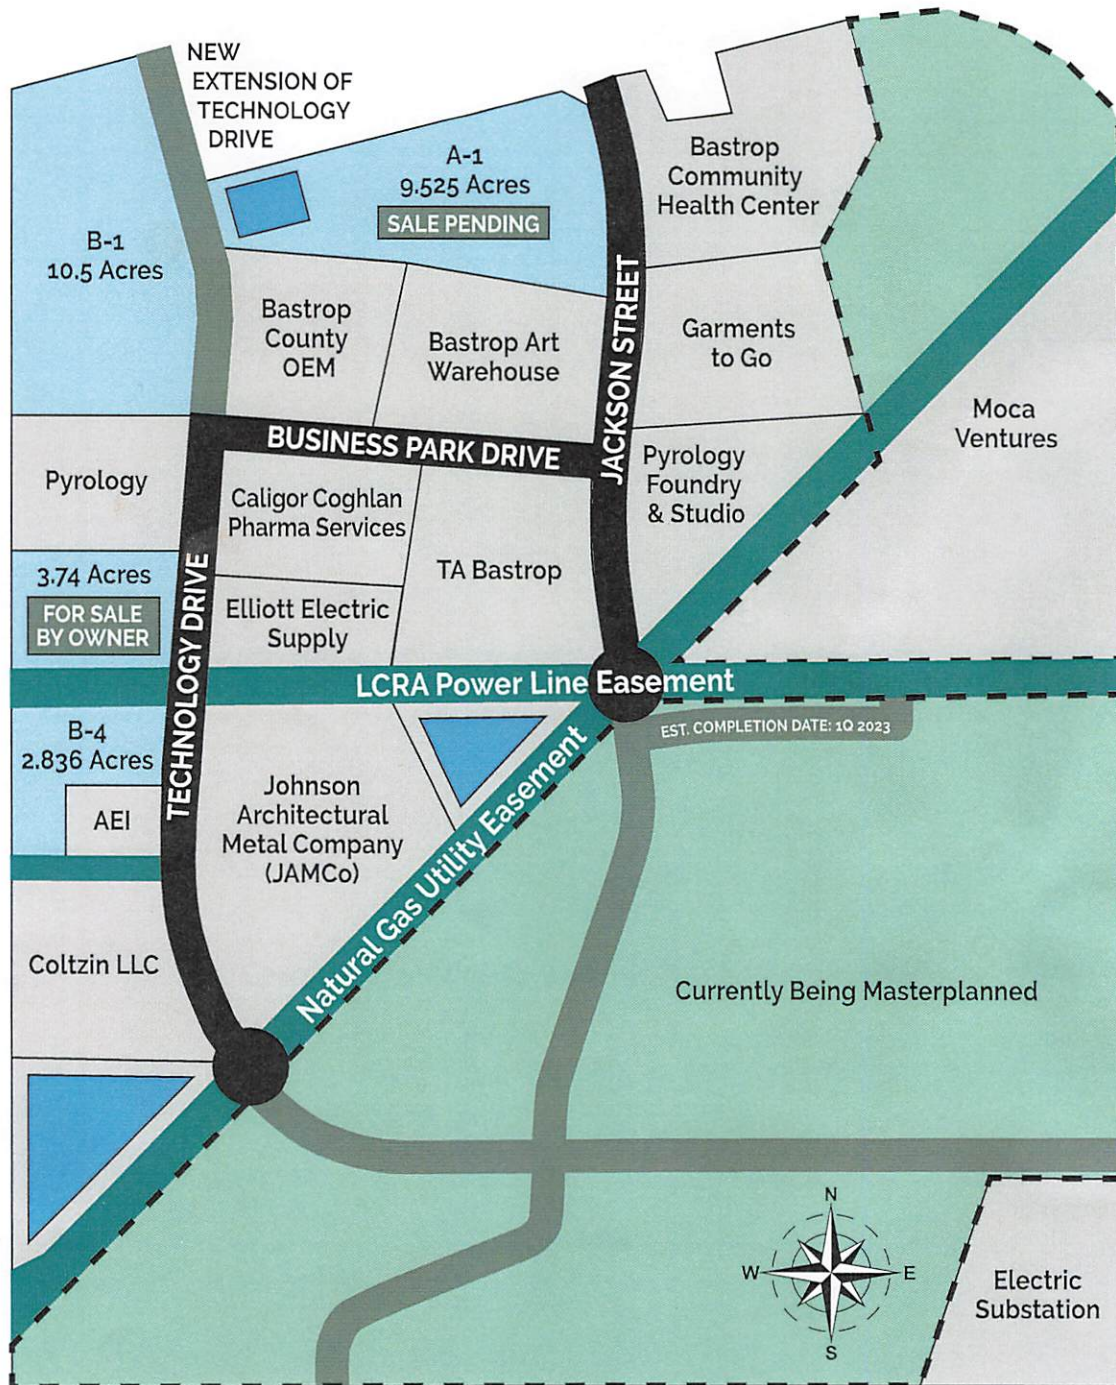 NEW
EXTENSION OF
TECHNOLOGY
DRIVE
A-1
9.525 Acres
SALE PENDING
Bastrop
Community
Health Center
B-1
10.5 Acres
Bastrop
County
OEM
Bastrop Art
Warehouse
JACKSON STREET
Garments
to Go
Moca
Ventures
BUSINESS PARK DRIVE
Pyrology
Caligor Coghlan
Pharma Services
Pyrology
Foundry
& Studio
TA Bastrop
3.74 Acres
FOR SALE
BY OWNER
TECHNOLOGY DRIVE
Elliott Electric
Supply
LCRA Power Line Easement
EST. COMPLETION DATE: 1Q 2023
B-4
2.836 Acres
AEI
Johnson
Architectural
Metal Company
(JAMCo)
Natural Gas Utility Easement
Coltzin LLC
Currently Being Masterplanned
N
W
E
S
Electric
Substation